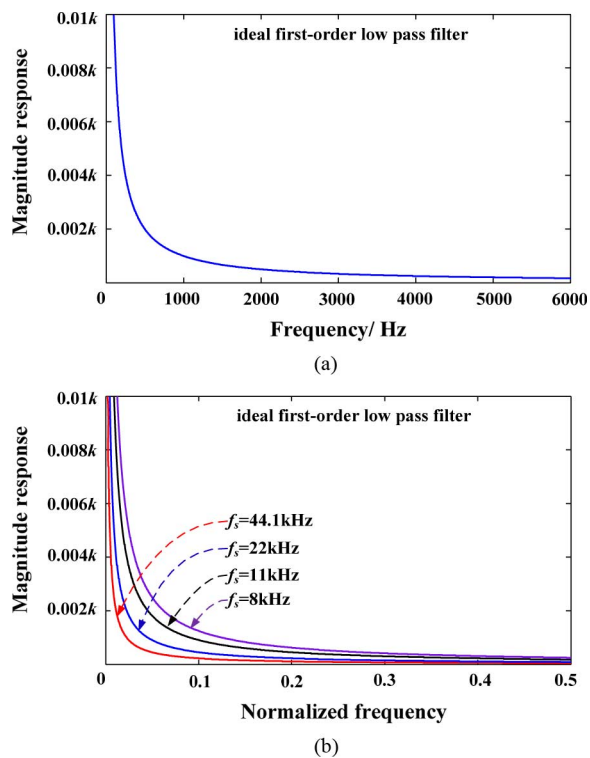 0.01k
ideal first-order low pass filter
0.008k
0.006k
0.004k
0.002k
Magnitude response
0 1000 2000 3000 4000 5000 6000
Frequency/ Hz
(a)
0.01k
ideal first-order low pass filter
0.008k
0.006k
0.004k
0.002k
Magnitude response
fs=44.1kHz
fs=22kHz
fs=11kHz
fs=8kHz
0 0.1 0.2 0.3 0.4 0.5
Normalized frequency
(b)